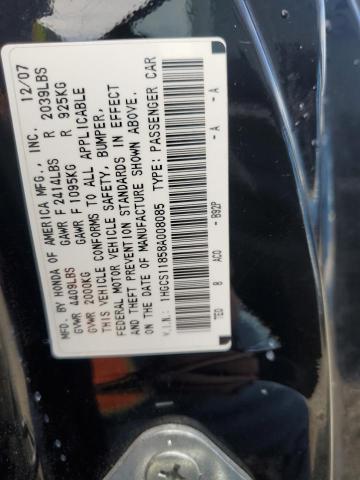 MFD. BY HONDA OF AMERICA MFG., INC. 12/07
GVWR 4409LBS GAWR F 2414LBS R 2039LBS
GVWR 2000KG GAWR F 1095KG R 925KG
THIS VEHICLE CONFORMS TO ALL APPLICABLE
FEDERAL MOTOR VEHICLE SAFETY, BUMPER,
AND THEFT PREVENTION STANDARDS IN EFFECT
ON THE DATE OF MANUFACTURE SHOWN ABOVE.
V.I.N.: 1HGCS11858A008085 TYPE: PASSENGER CAR
TE0 8 AC0 - B92P - A - A